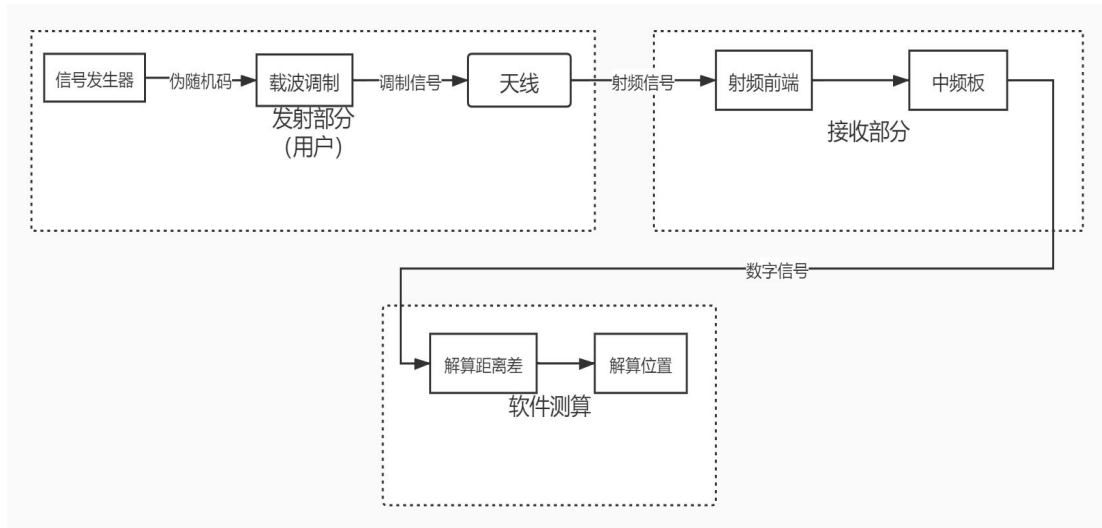 信号发生器
伪随机码
载波调制
调制信号
天线
射频信号
射频前端
中频板
发射部分
(用户)
接收部分
数字信号
解算距离差
解算位置
软件测算